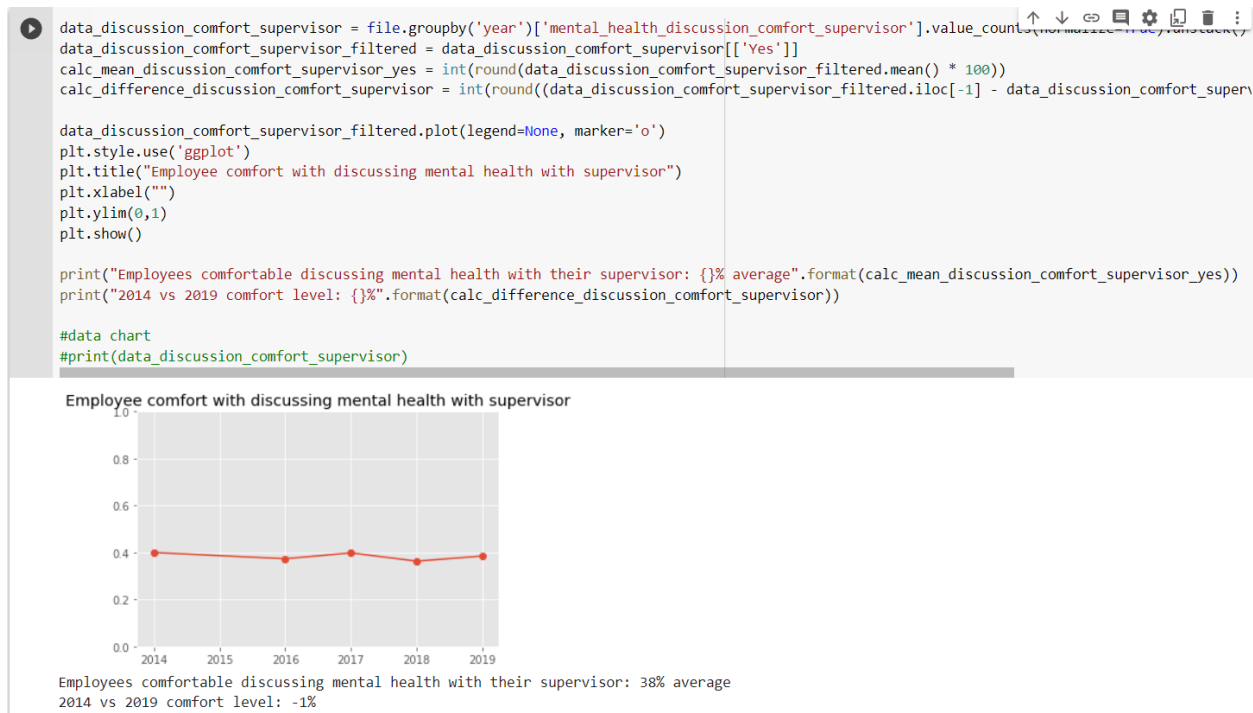 data_discussion_comfort_supervisor = file.groupby('year')['mental_health_discussion_comfort_supervisor'].value_counts(normalize=True).unstack()
data_discussion_comfort_supervisor_filtered = data_discussion_comfort_supervisor[['Yes']]
calc_mean_discussion_comfort_supervisor_yes = int(round(data_discussion_comfort_supervisor_filtered.mean() * 100))
calc_difference_discussion_comfort_supervisor = int(round((data_discussion_comfort_supervisor_filtered.iloc[-1] - data_discussion_comfort_superv
data_discussion_comfort_supervisor_filtered.plot(legend=None, marker='o')
plt.style.use('ggplot')
plt.title("Employee comfort with discussing mental health with supervisor")
plt.xlabel("")
plt.ylim(0,1)
plt.show()
print("Employees comfortable discussing mental health with their supervisor: {}% average".format(calc_mean_discussion_comfort_supervisor_yes))
print("2014 vs 2019 comfort level: {}%".format(calc_difference_discussion_comfort_supervisor))
#data chart
#print(data_discussion_comfort_supervisor)
Employee comfort with discussing mental health with supervisor
1.0
0.8
0.6
0.4
0.2
0.0
2014 2015 2016 2017 2018 2019
Employees comfortable discussing mental health with their supervisor: 38% average
2014 vs 2019 comfort level: -1%